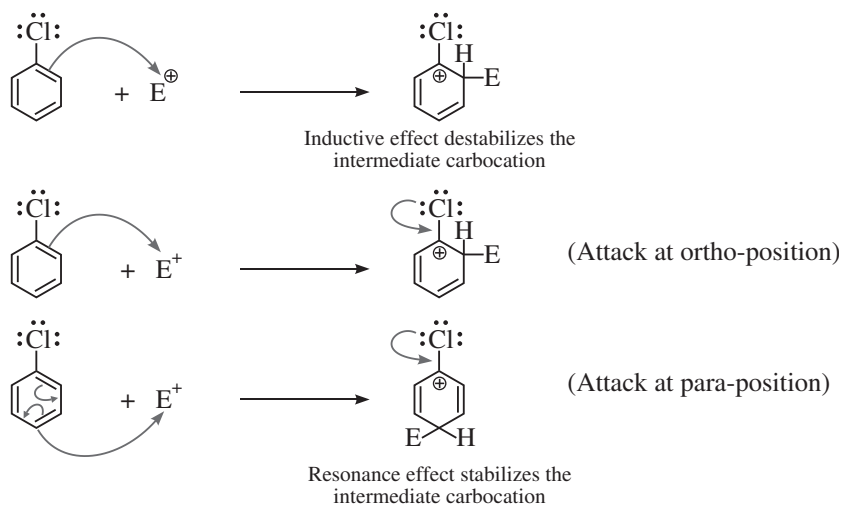 :Cl:
+ E⊕
:Cl:
H
⊕
E
Inductive effect destabilizes the
intermediate carbocation
:Cl:
+ E+
:Cl:
H
⊕
E
(Attack at ortho-position)
:Cl:
+ E+
:Cl:
⊕
E H
(Attack at para-position)
Resonance effect stabilizes the
intermediate carbocation